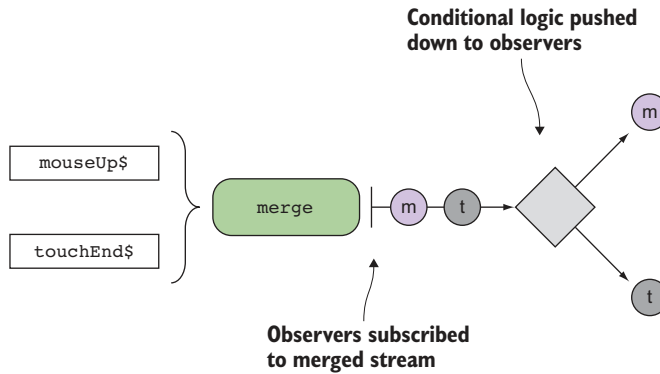 Conditional logic pushed
down to observers
m
mouseUp$
merge
m
t
touchEnd$
t
Observers subscribed
to merged stream